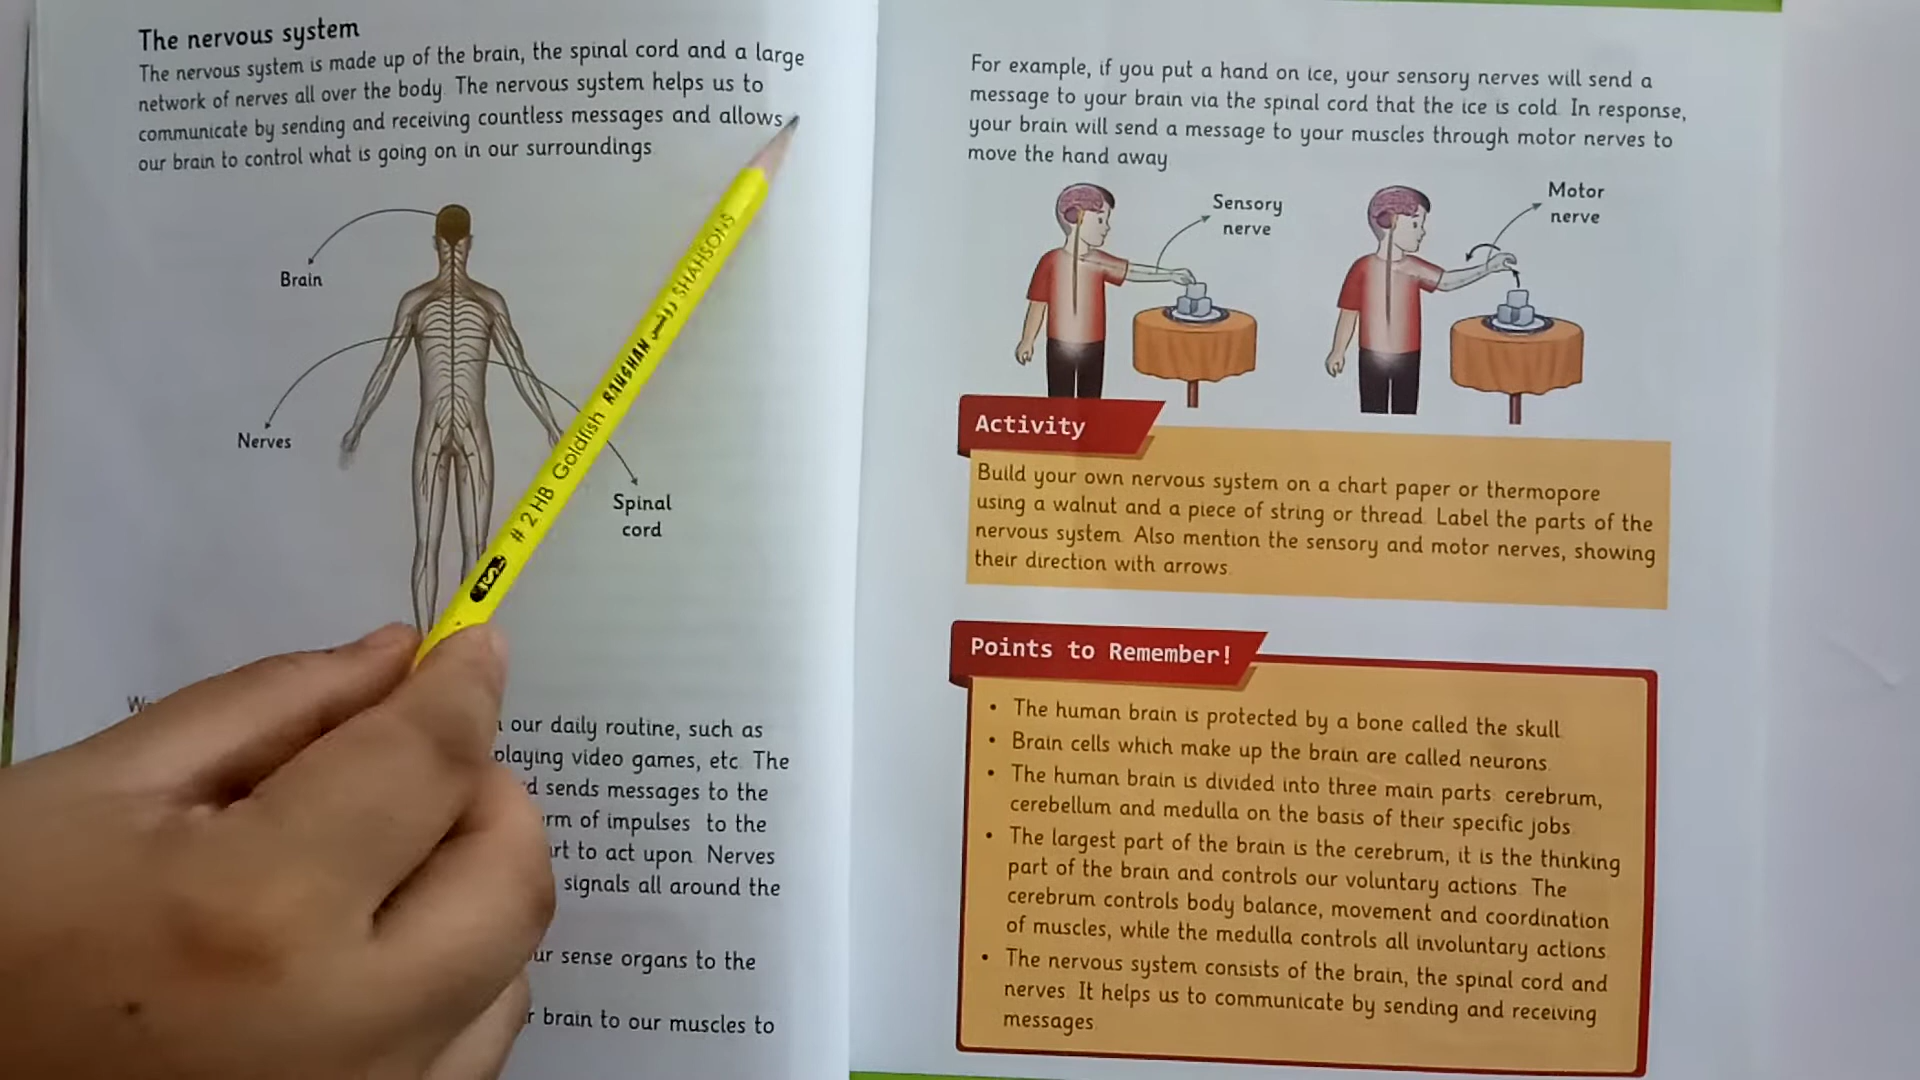 The nervous system
The nervous system is made up of the brain, the spinal cord and a large
network of nerves all over the body. The nervous system helps us to
communicate by sending and receiving countless messages and allows
our brain to control what is going on in our surroundings
Brain
Nerves
Spinal
cord
# 2 HB Goldfish RAUSHAN روشن SHAHSONS
our daily routine, such as
playing video games, etc. The
sends messages to the
of impulses to the
to act upon. Nerves
signals all around the
sense organs to the
brain to our muscles to
For example, if you put a hand on ice, your sensory nerves will send a
message to your brain via the spinal cord that the ice is cold. In response,
your brain will send a message to your muscles through motor nerves to
move the hand away
Sensory
nerve
Motor
nerve
Activity
Build your own nervous system on a chart paper or thermopore
using a walnut and a piece of string or thread. Label the parts of the
nervous system. Also mention the sensory and motor nerves, showing
their direction with arrows.
Points to Remember!
• The human brain is protected by a bone called the skull.
• Brain cells which make up the brain are called neurons.
• The human brain is divided into three main parts: cerebrum,
cerebellum and medulla on the basis of their specific jobs.
• The largest part of the brain is the cerebrum; it is the thinking
part of the brain and controls our voluntary actions. The
cerebrum controls body balance, movement and coordination
of muscles, while the medulla controls all involuntary actions.
• The nervous system consists of the brain, the spinal cord and
nerves. It helps us to communicate by sending and receiving
messages.